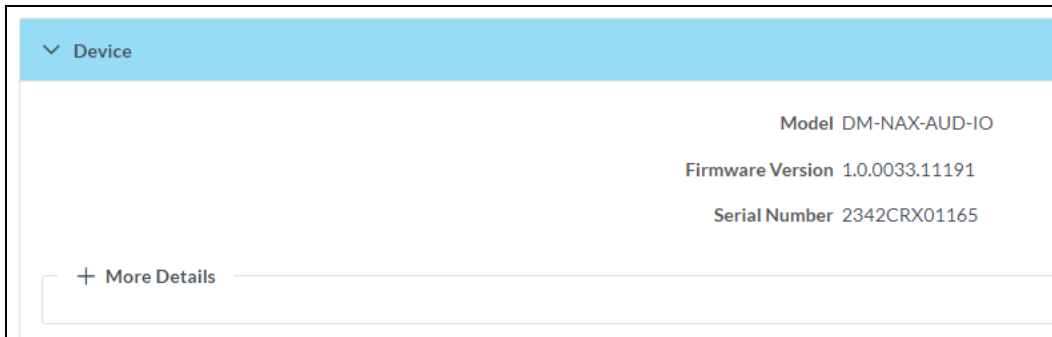 Device
Model DM-NAX-AUD-IO
Firmware Version 1.0.0033.11191
Serial Number 2342CRX01165
+ More Details